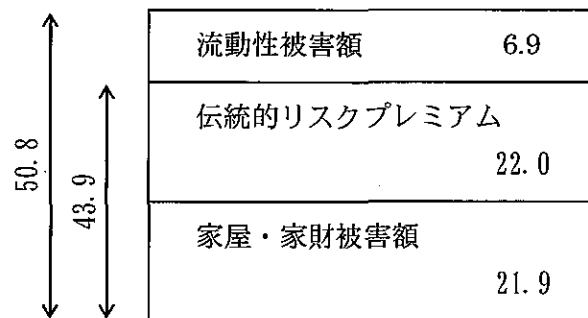 流動性被害額 6.9
伝統的リスクプレミアム
22.0
家屋・家財被害額
21.9
50.8
43.9